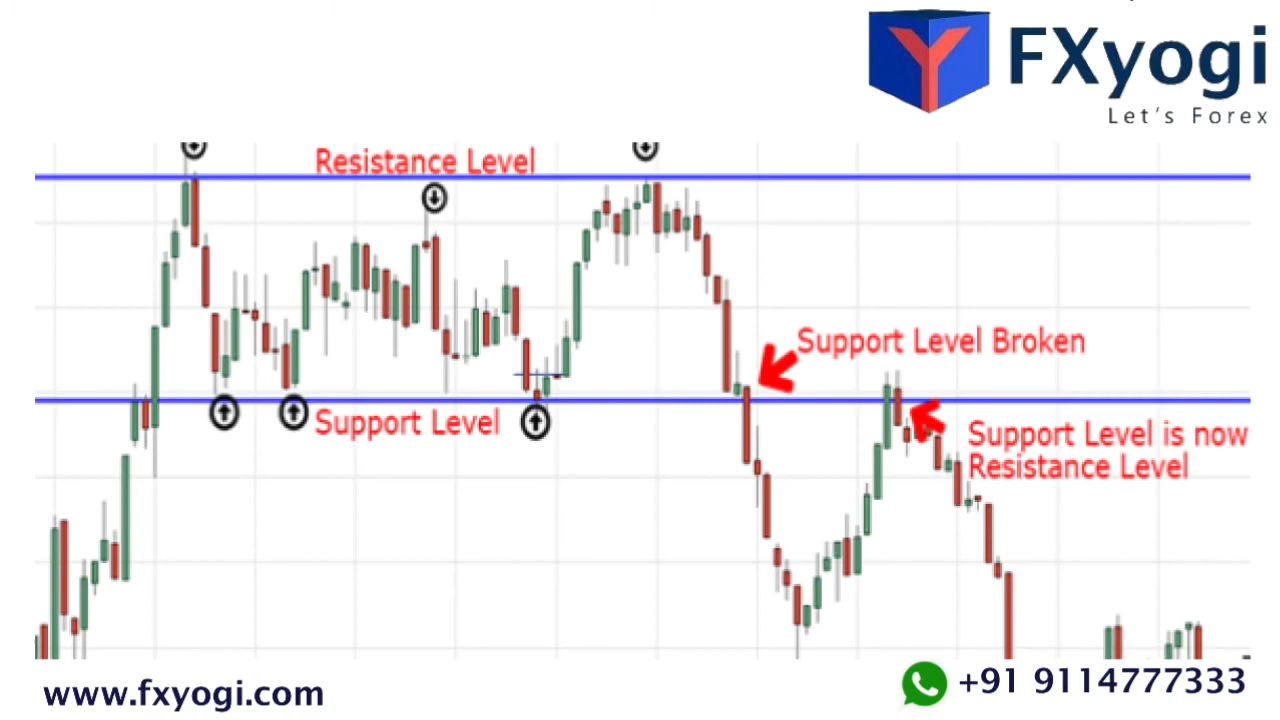 FXyogi
Let's Forex
Resistance Level
Support Level Broken
Support Level
Support Level is now
Resistance Level
www.fxyogi.com
+91 9114777333